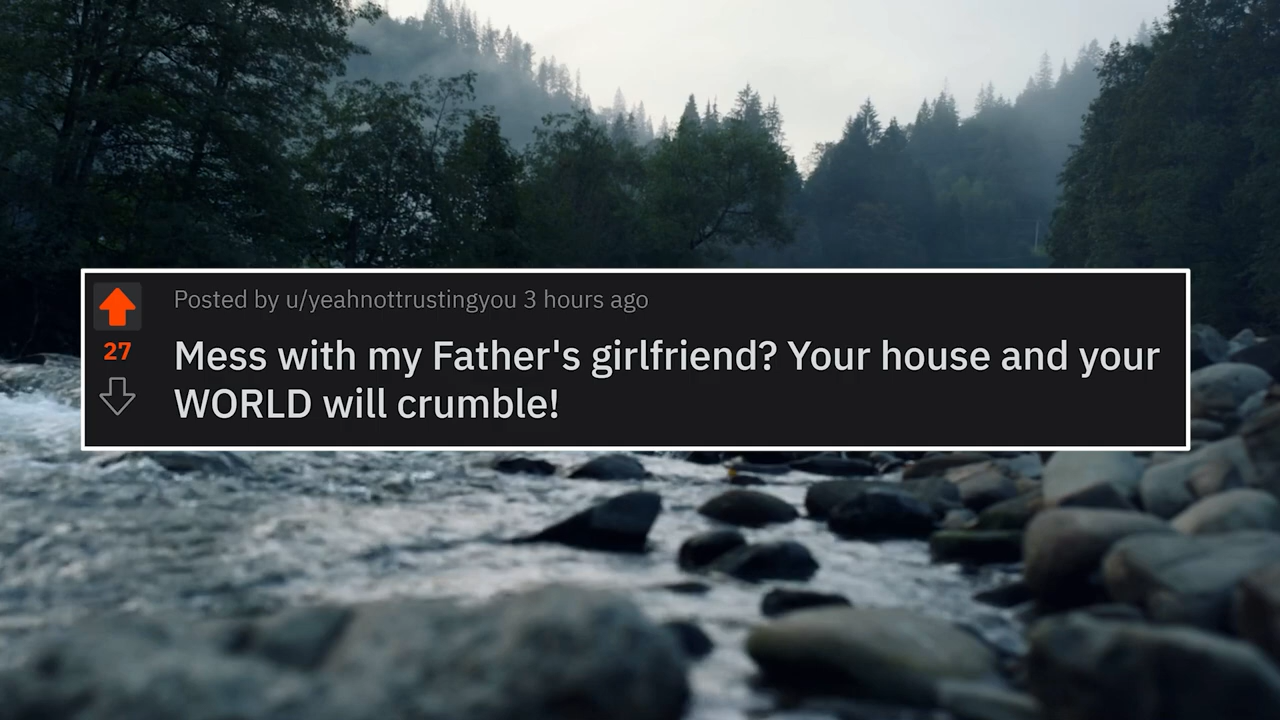 Posted by u/yeahnottrustingyou 3 hours ago
27
Mess with my Father's girlfriend? Your house and your
WORLD will crumble!